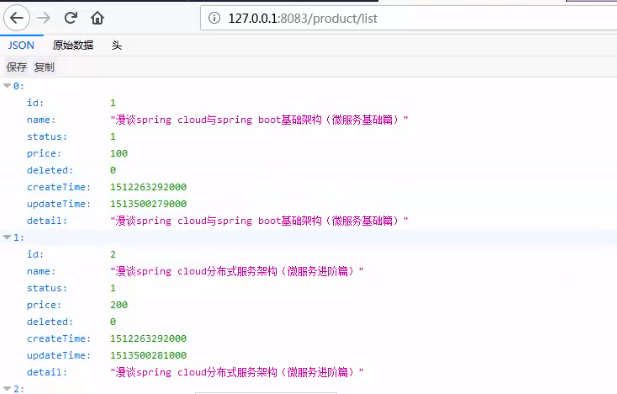 127.0.0.1:8083/product/list
JSON 原始数据 头
保存 复制
0:
id: 1
name: "漫谈spring cloud与spring boot基础架构（微服务基础篇）"
status: 1
price: 100
deleted: 0
createTime: 1512263292000
updateTime: 1513500279000
detail: "漫谈spring cloud与spring boot基础架构（微服务基础篇）"
1:
id: 2
name: "漫谈spring cloud分布式服务架构（微服务进阶篇）"
status: 1
price: 200
deleted: 0
createTime: 1512263292000
updateTime: 1513500281000
detail: "漫谈spring cloud分布式服务架构（微服务进阶篇）"
2: